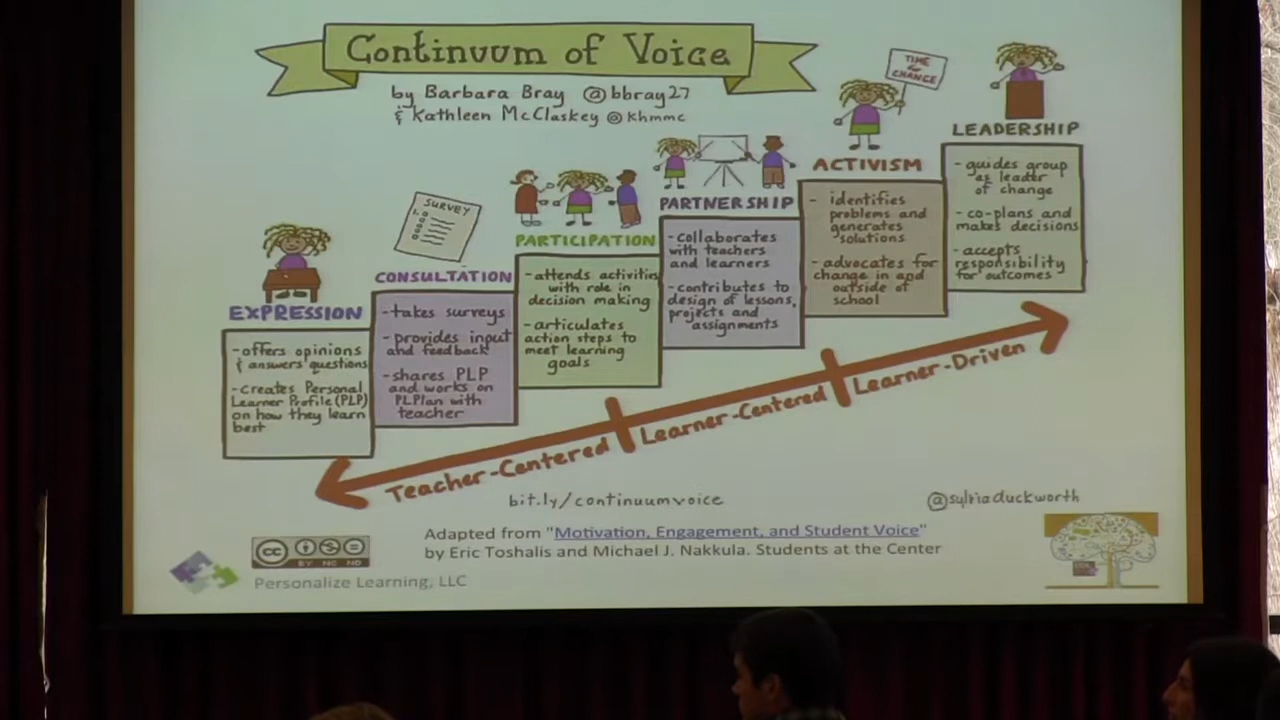 Continuum of Voice
by Barbara Bray @bbray27
& Kathleen McClaskey @khmmc
TIME
for
CHANGE
LEADERSHIP
- guides group
as leader
of change
- co-plans and
makes decisions
- accepts
responsibility
for outcomes
ACTIVISM
- identifies
problems and
generates
solutions
- advocates for
change in and
outside of
school
PARTNERSHIP
- collaborates
with teachers
and learners
- contributes to
design of lessons,
projects and
assignments
PARTICIPATION
- attends activities
with role in
decision making
- articulates
action steps to
meet learning
goals
SURVEY
CONSULTATION
- takes surveys
- provides input
and feedback
- shares PLP
and works on
PLPlan with
teacher
EXPRESSION
- offers opinions
& answers questions
- creates Personal
Learner Profile (PLP)
on how they learn
best
Teacher-Centered
Learner-Centered
Learner-Driven
bit.ly/continuumvoice
@sylviaduckworth
Adapted from "Motivation, Engagement, and Student Voice"
by Eric Toshalis and Michael J. Nakkula. Students at the Center
cc
BY NC ND
Personalize Learning, LLC